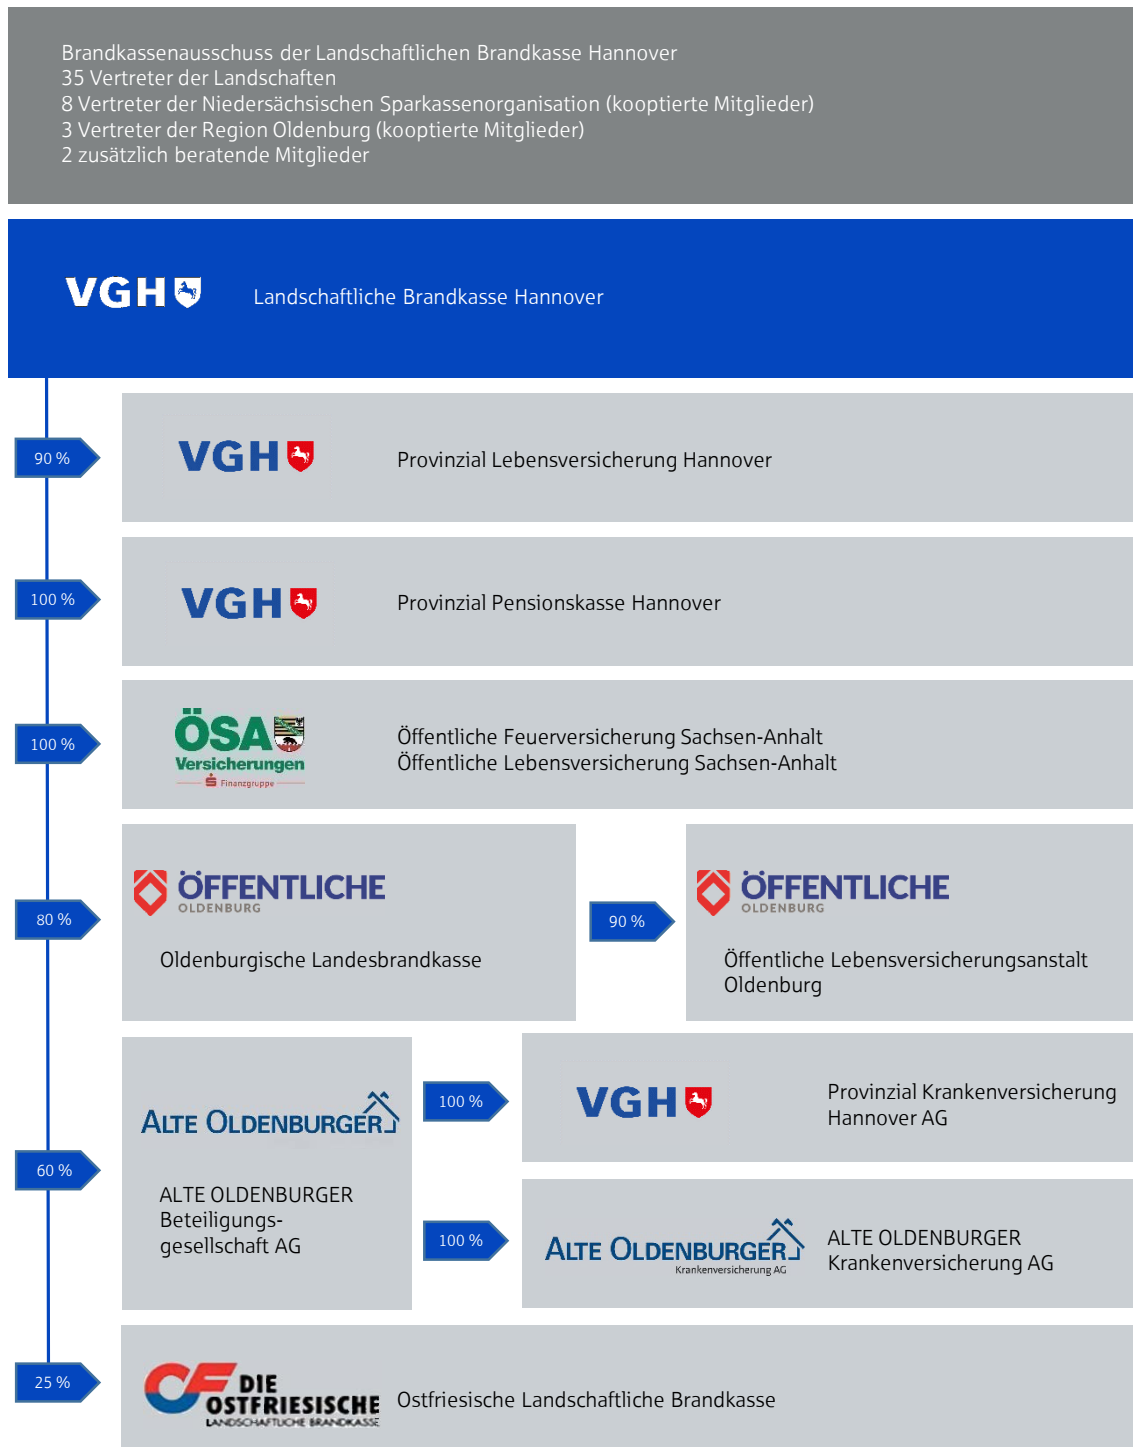 Brandkassenausschuss der Landschaftlichen Brandkasse Hannover
35 Vertreter der Landschaften
8 Vertreter der Niedersächsischen Sparkassenorganisation (kooptierte Mitglieder)
3 Vertreter der Region Oldenburg (kooptierte Mitglieder)
2 zusätzlich beratende Mitglieder
VGH
Landschaftliche Brandkasse Hannover
90 %
VGH
Provinzial Lebensversicherung Hannover
100 %
VGH
Provinzial Pensionskasse Hannover
100 %
ÖSA
Versicherungen
Finanzgruppe
Öffentliche Feuerversicherung Sachsen-Anhalt
Öffentliche Lebensversicherung Sachsen-Anhalt
80 %
ÖFFENTLICHE
OLDENBURG
Oldenburgische Landesbrandkasse
90 %
ÖFFENTLICHE
OLDENBURG
Öffentliche Lebensversicherungsanstalt
Oldenburg
60 %
ALTE OLDENBURGER
ALTE OLDENBURGER
Beteiligungs-
gesellschaft AG
100 %
VGH
Provinzial Krankenversicherung
Hannover AG
100 %
ALTE OLDENBURGER
Krankenversicherung AG
ALTE OLDENBURGER
Krankenversicherung AG
25 %
DIE
OSTFRIESISCHE
LANDSCHAFTLICHE BRANDKASSE
Ostfriesische Landschaftliche Brandkasse